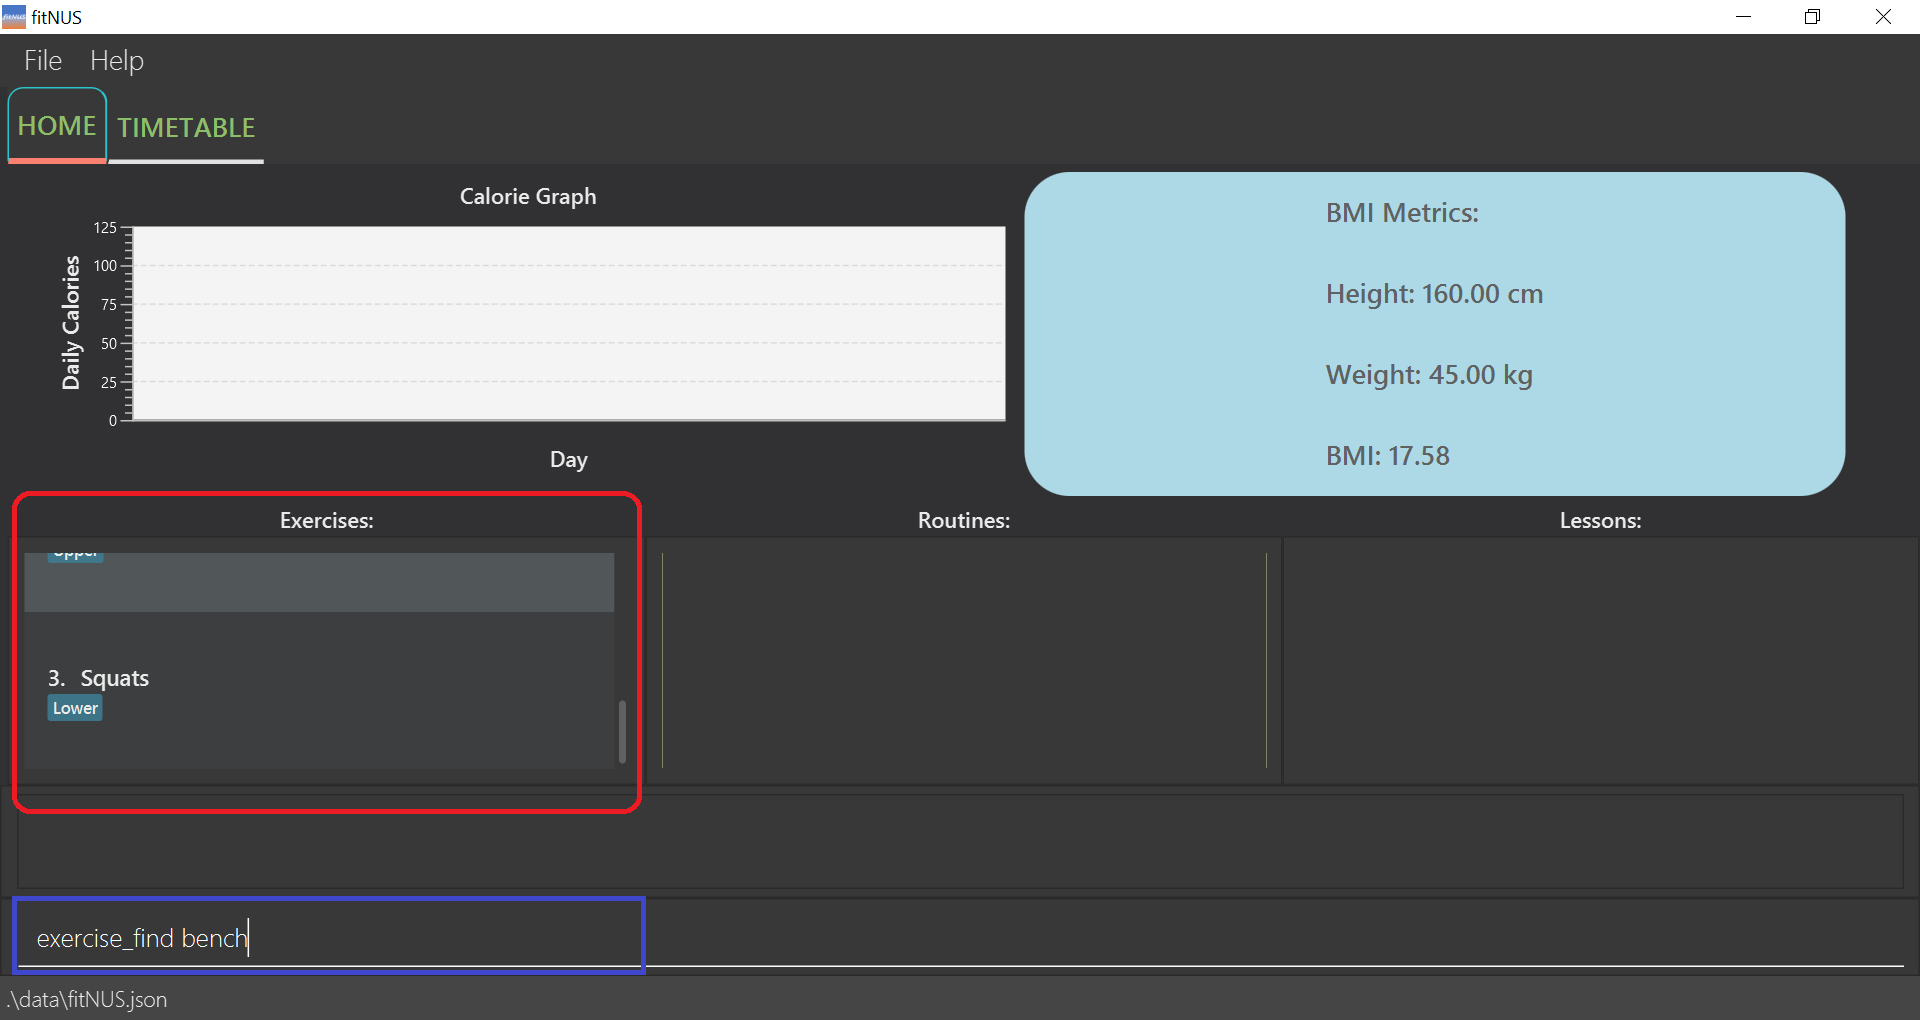 fitNUS
File Help
HOME TIMETABLE
Calorie Graph
125
100
75
50
25
0
Daily Calories
Day
BMI Metrics:
Height: 160.00 cm
Weight: 45.00 kg
BMI: 17.58
Exercises:
Upper
3. Squats
Lower
Routines:
Lessons:
exercise_find bench
.\data\fitNUS.json